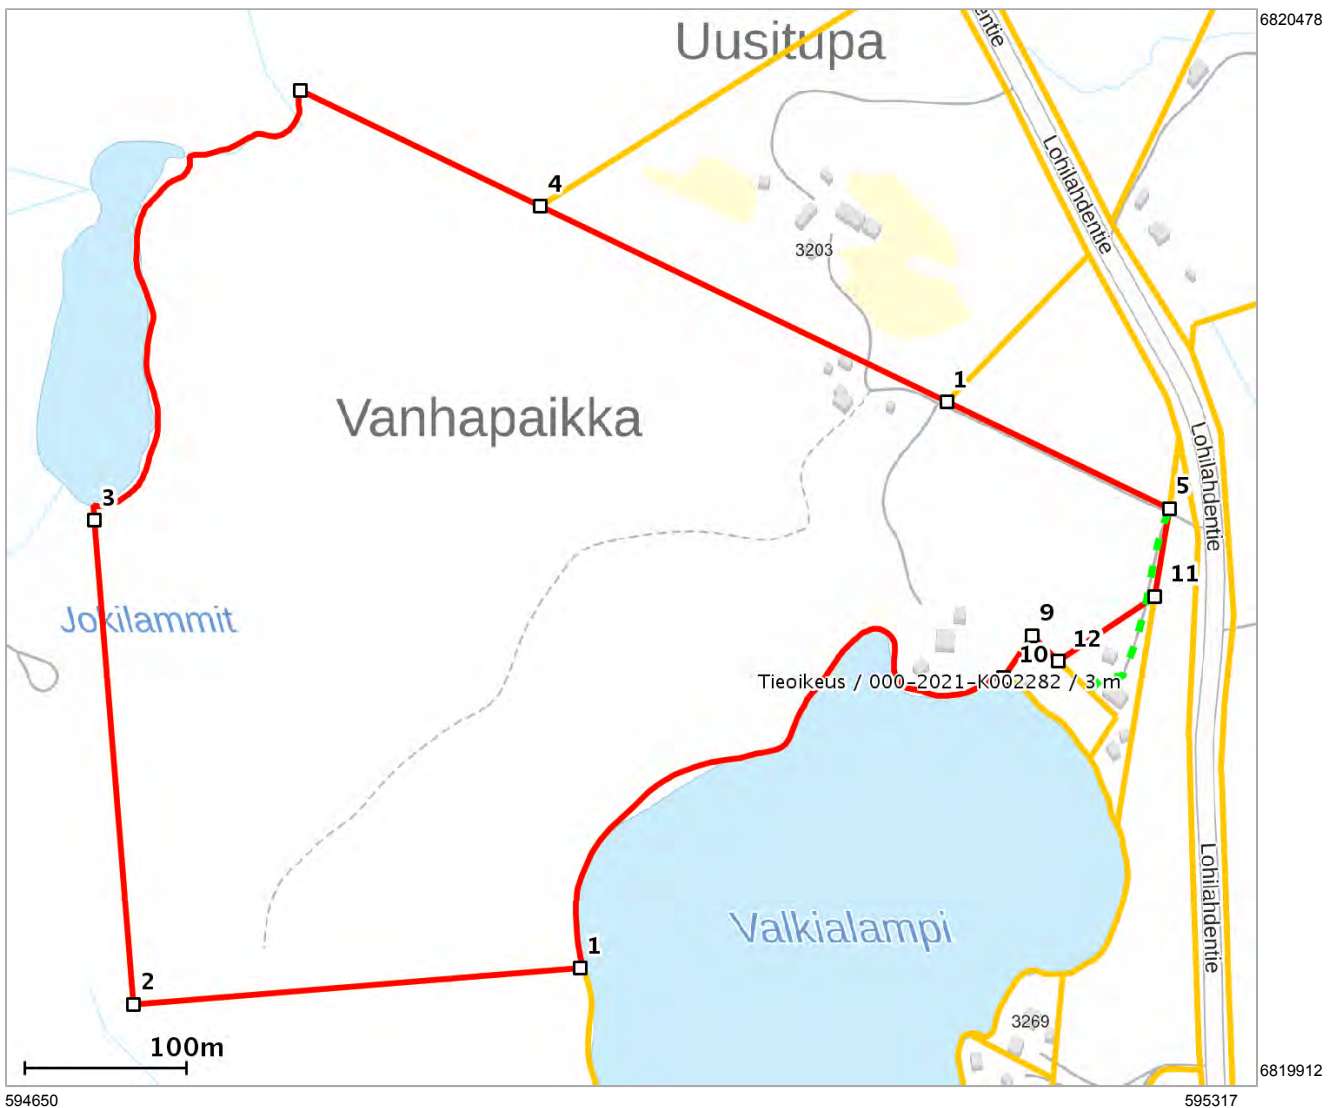 6820478
entie
Uusitupa
Lohilahdentie
4
3203
1
Vanhapaikka
Lohilahdentie
5
3
11
Jokilammit
9
12
10
Tieoikeus / 000-2021-K002282 / 3 m
Lohilahdentie
Valkialampi
1
2
3269
100m
6819912
594650
595317